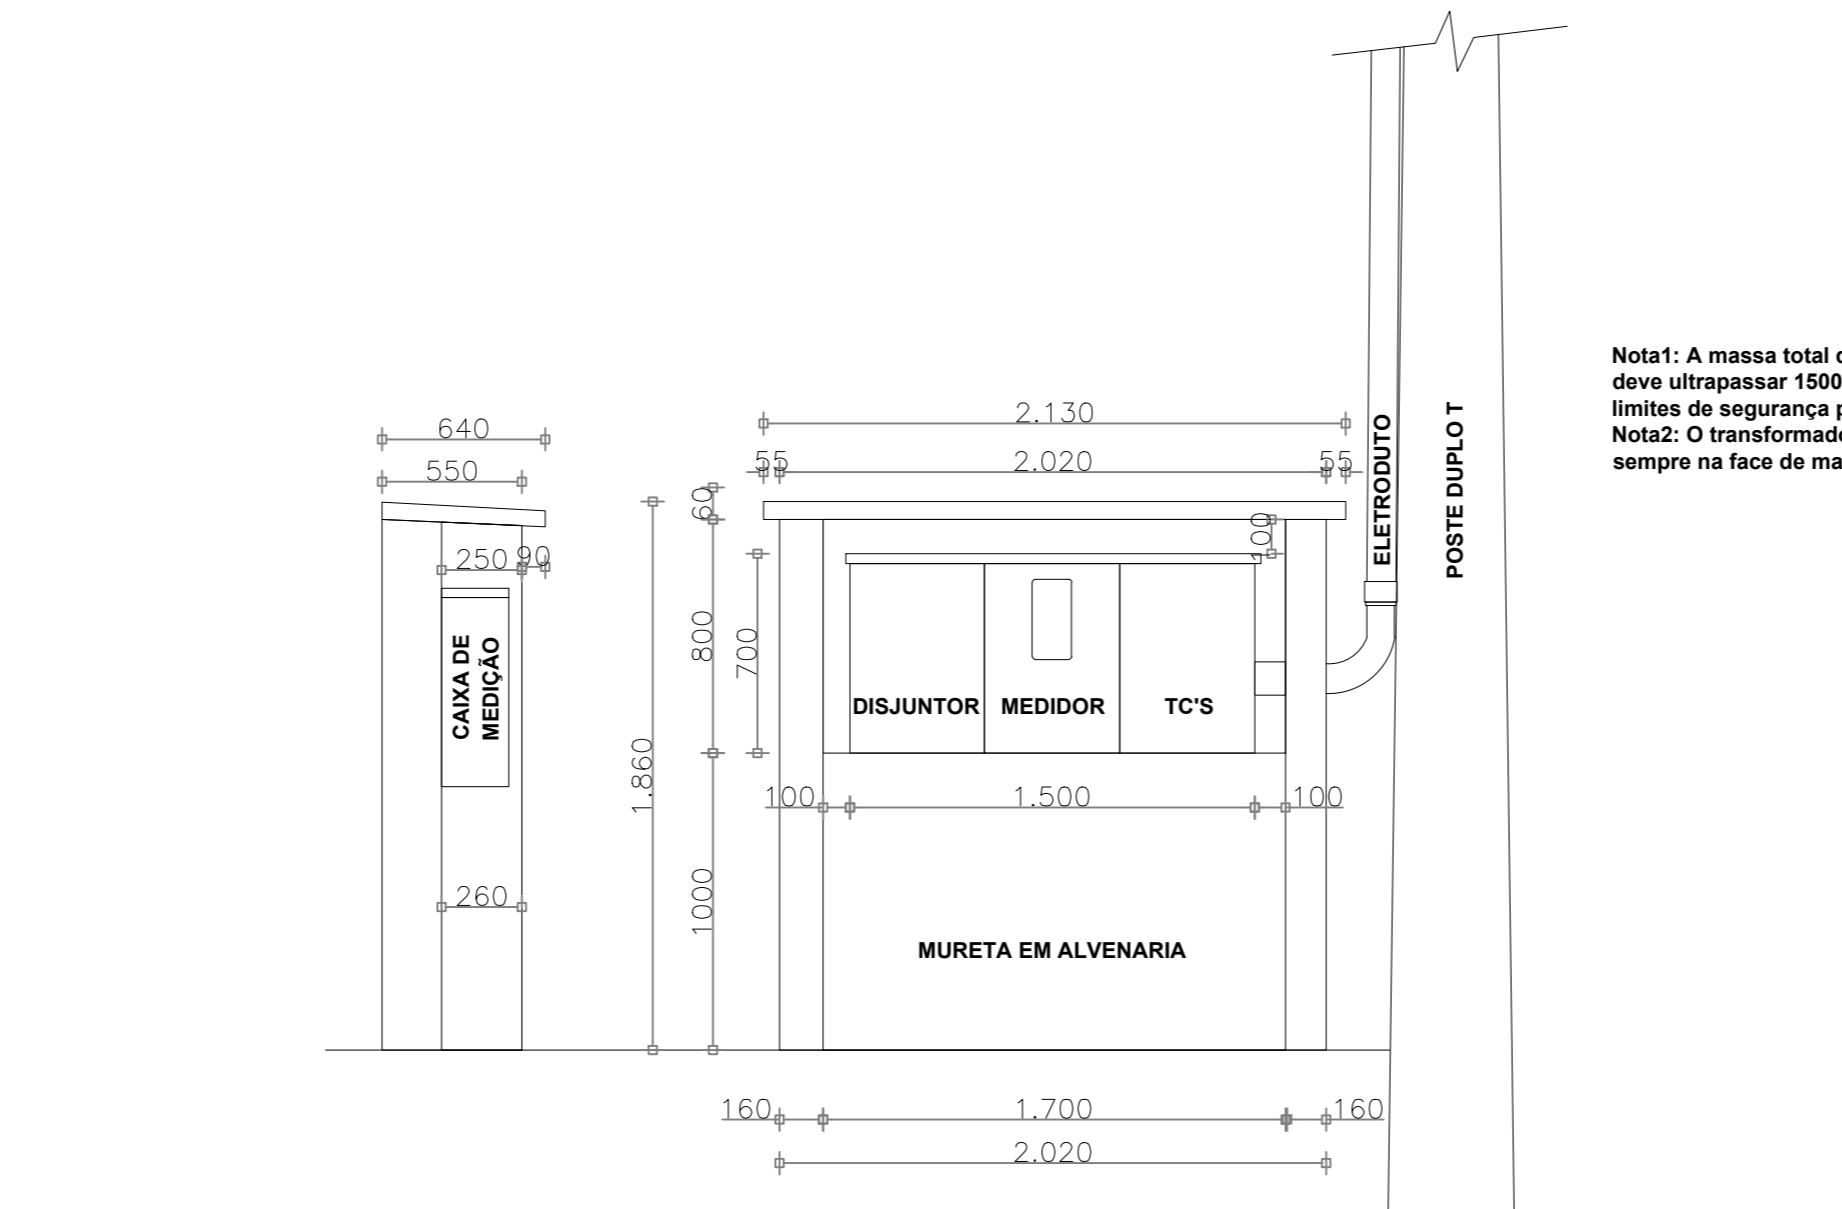 ELETRODUTO
POSTE DUPLO T
Nota1: A massa total
deve ultrapassar 1500
limites de segurança
Nota2: O
sempre na face de
640
550
250
90
CAIXA DE
MEDIÇÃO
260
2.130
55
2.020
55
60
100
800
700
1.860
1000
DISJUNTOR
MEDIDOR
TC'S
100
1.500
100
MURETA EM ALVENARIA
160
1.700
160
2.020